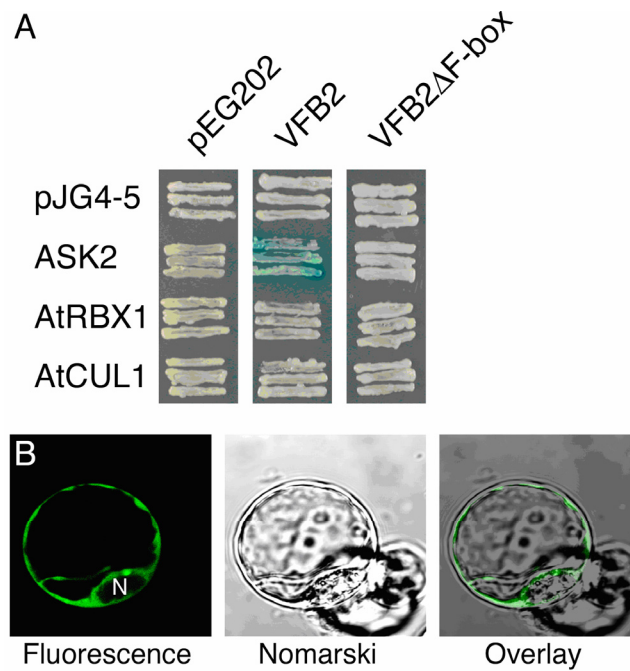 A
pEG202 VFB2 VFB2ΔF-box
pJG4-5
ASK2
AtRBX1
AtCUL1
B
N
Fluorescence Nomarski Overlay